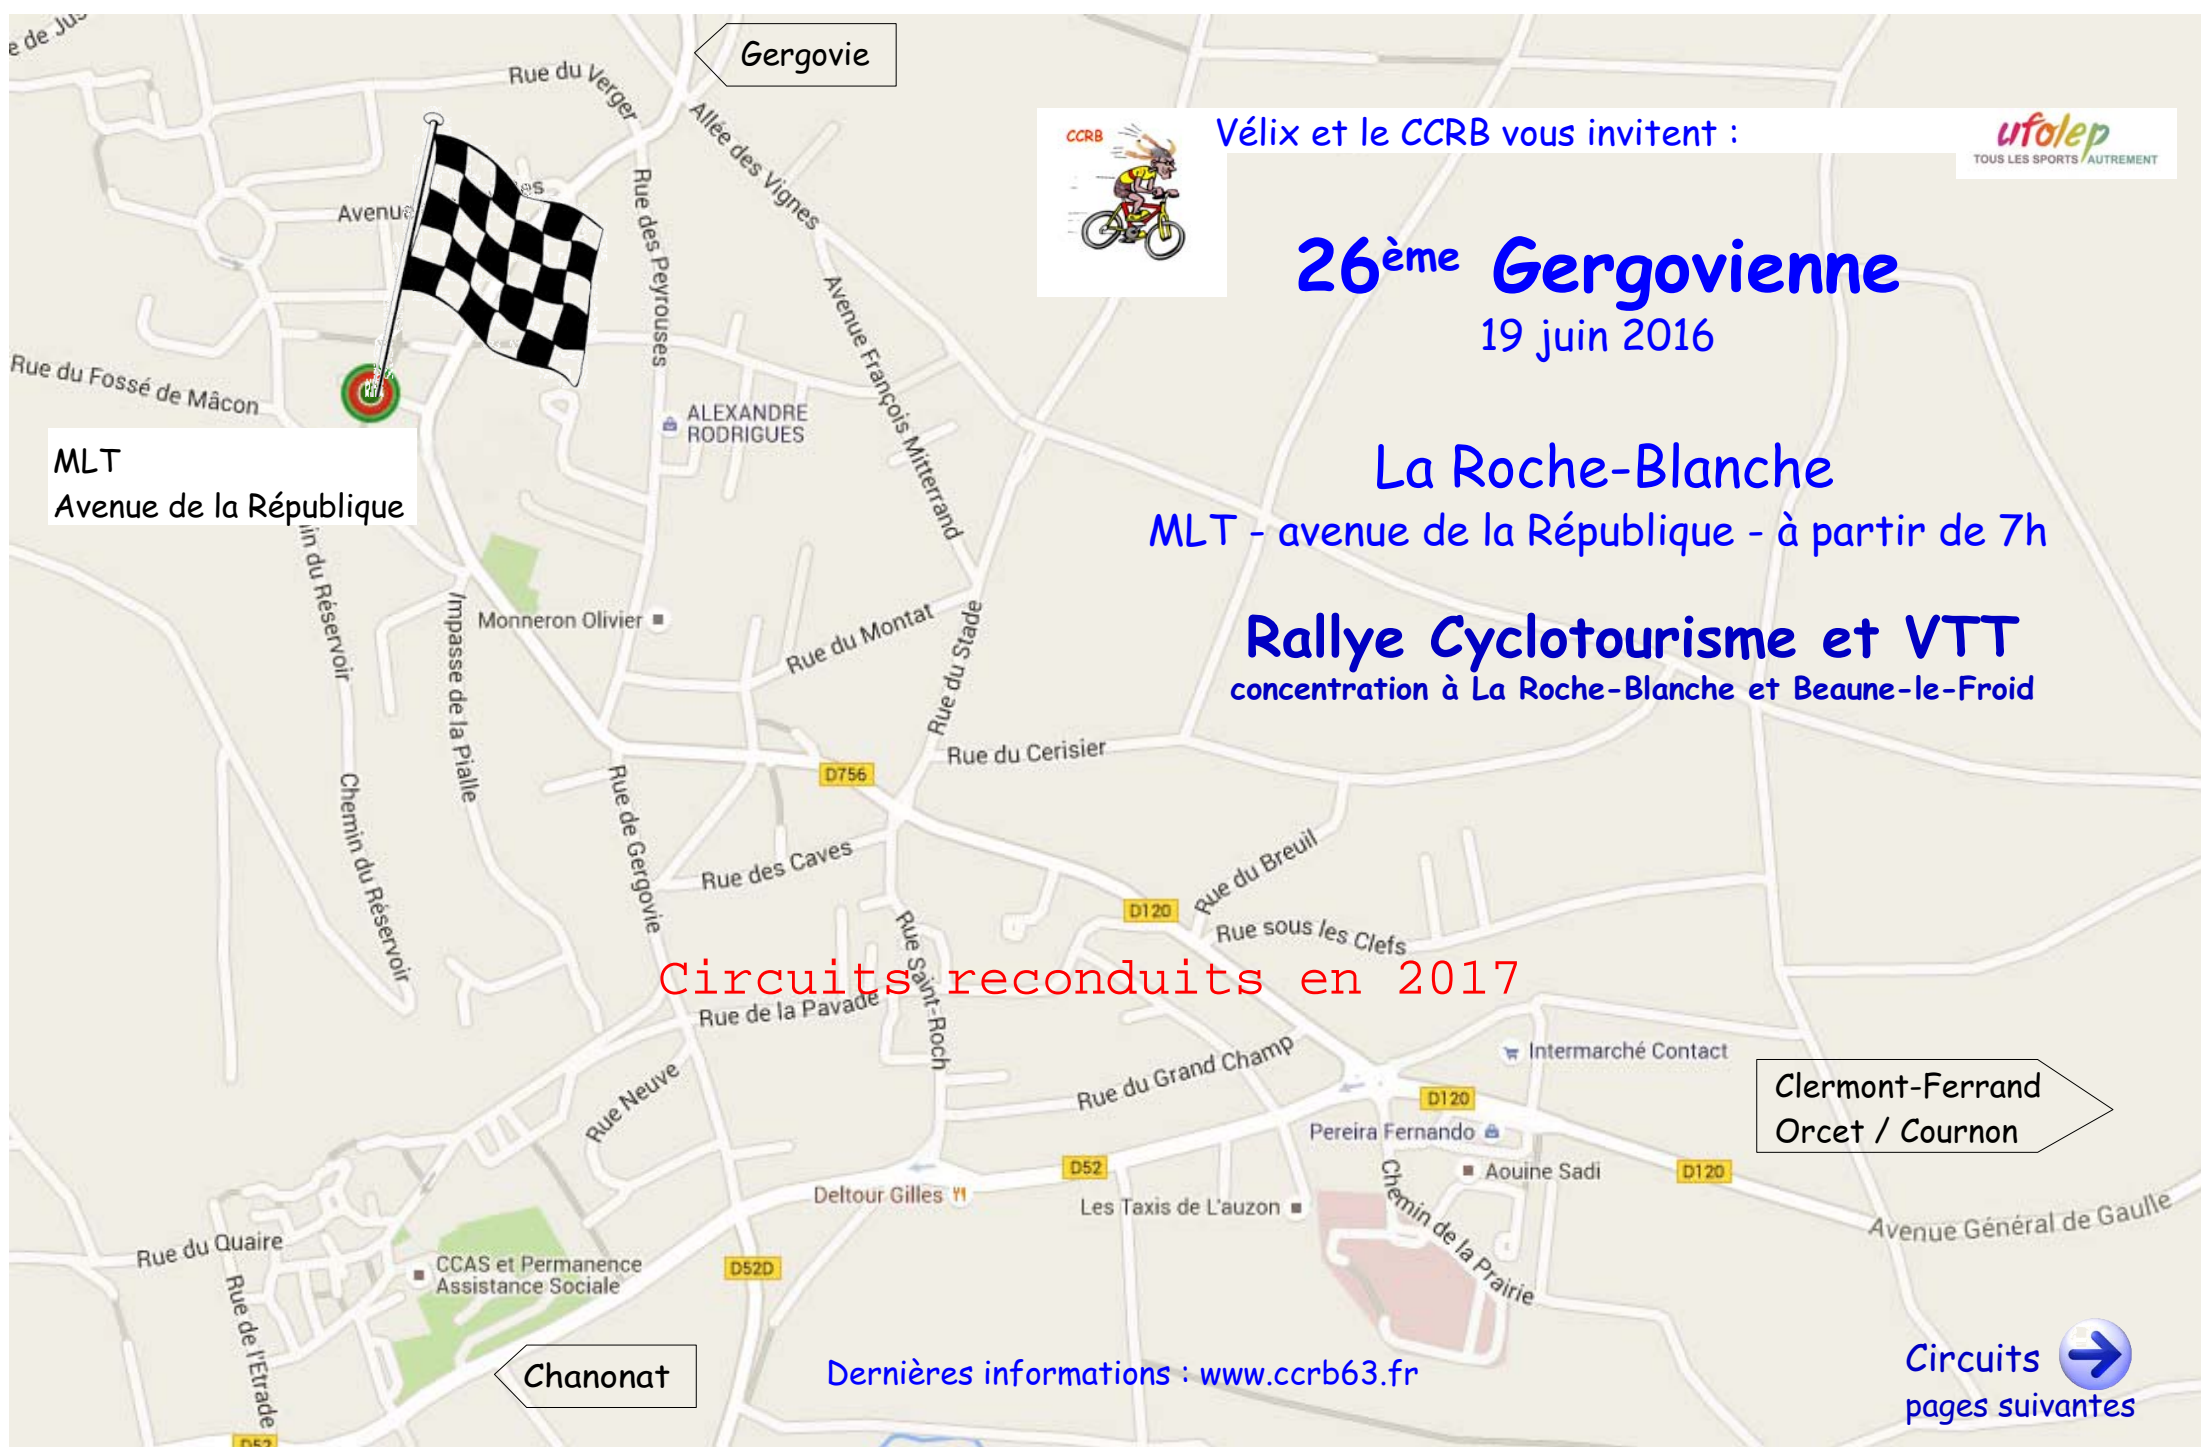 e de Jus
Gergovie
Rue du Verger
Allée des Vignes
CCRB
Vélix et le CCRB vous invitent :
ufolep
TOUS LES SPORTS AUTREMENT
Avenue
Rue des Peyrouses
26ème Gergovienne
19 juin 2016
Avenue François Mitterrand
Rue du Fossé de Mâcon
ALEXANDRE
RODRIGUES
MLT
Avenue de la République
La Roche-Blanche
MLT - avenue de la République - à partir de 7h
in du Réservoir
Impasse de la Pialle
Monneron Olivier
Rue du Montat
Rue du Stade
Rallye Cyclotourisme et VTT
concentration à La Roche-Blanche et Beaune-le-Froid
Rue du Cerisier
D756
Chemin du Réservoir
Rue de Gergovie
Rue des Caves
Rue du Breuil
D120
Rue sous les Clefs
Rue Saint-Roch
Circuits reconduits en 2017
Rue de la Pavade
Rue Neuve
Rue du Grand Champ
Intermarché Contact
Clermont-Ferrand
Orcet / Cournon
D120
Pereira Fernando
Aouine Sadi
D120
D52
Deltour Gilles
Les Taxis de L'auzon
Chemin de la Prairie
Avenue Général de Gaulle
Rue du Quaire
CCAS et Permanence
Assistance Sociale
D52D
Rue de l'Etrade
Chanonat
Dernières informations : www.ccrb63.fr
Circuits
pages suivantes
D52